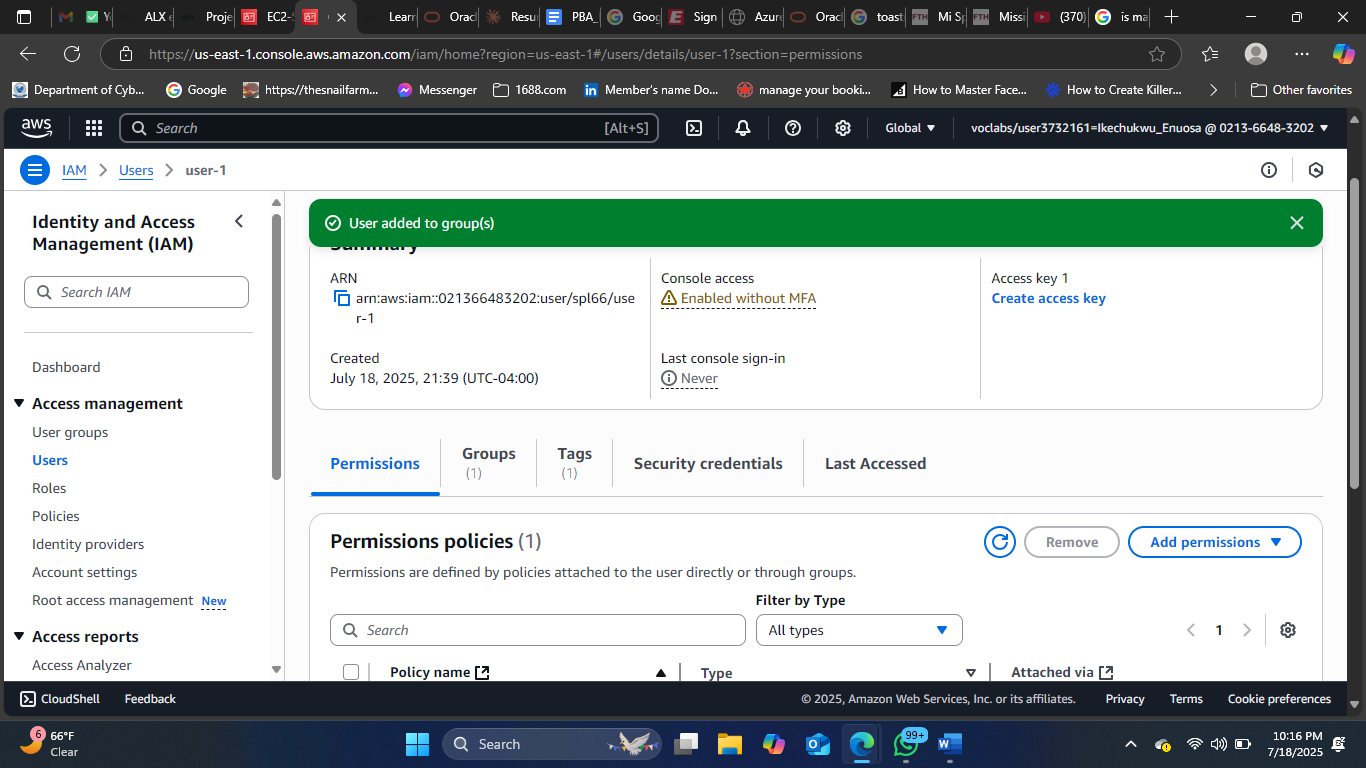 Y
ALX e
Proje
EC2-S
Learn
Oracl
Resu
PBA_
Goog
Sign
Azure
Oracl
toast
Mi Sp
Missi
(370)
is ma
https://us-east-1.console.aws.amazon.com/iam/home?region=us-east-1#/users/details/user-1?section=permissions
Department of Cyb...
Google
https://thesnailfarm...
Messenger
1688.com
Member's name Do...
manage your booki...
How to Master Face...
How to Create Killer...
Other favorites
aws
Search
[Alt+S]
Global
voclabs/user3732161=Ikechukwu_Enuosa @ 0213-6648-3202
IAM
Users
user-1
Identity and Access
Management (IAM)
Search IAM
Dashboard
Access management
User groups
Users
Roles
Policies
Identity providers
Account settings
Root access management New
Access reports
Access Analyzer
User added to group(s)
Summary
ARN
arn:aws:iam::021366483202:user/spl66/use
r-1
Console access
Enabled without MFA
Access key 1
Create access key
Created
July 18, 2025, 21:39 (UTC-04:00)
Last console sign-in
Never
Permissions
Groups
(1)
Tags
(1)
Security credentials
Last Accessed
Permissions policies (1)
Remove
Add permissions
Permissions are defined by policies attached to the user directly or through groups.
Filter by Type
Search
All types
1
Policy name
Type
Attached via
CloudShell
Feedback
© 2025, Amazon Web Services, Inc. or its affiliates.
Privacy
Terms
Cookie preferences
6
66°F
Clear
Search
99+
10:16 PM
7/18/2025